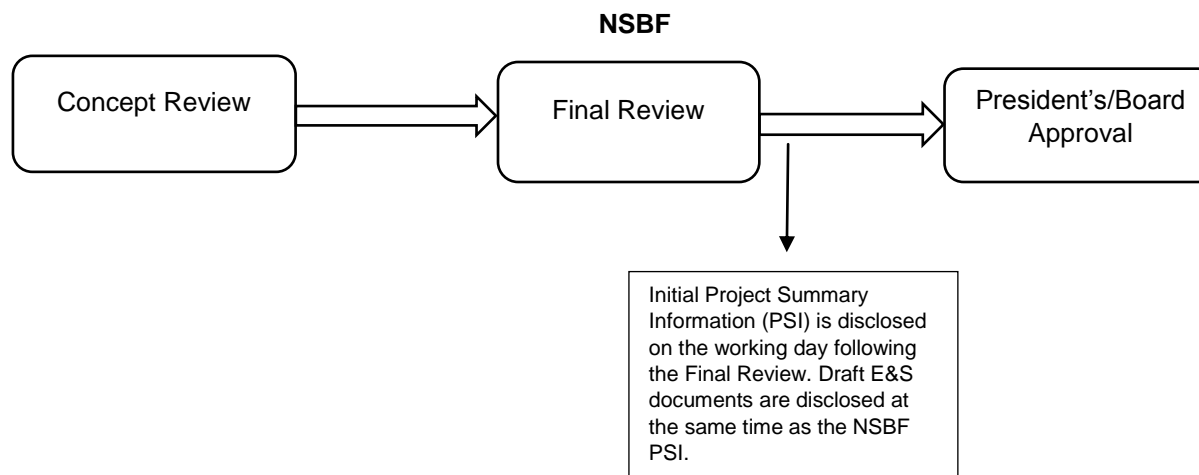 NSBF
Concept Review
Final Review
President’s/Board
Approval
Initial Project Summary
Information (PSI) is disclosed
on the working day following
the Final Review. Draft E&S
documents are disclosed at
the same time as the NSBF
PSI.